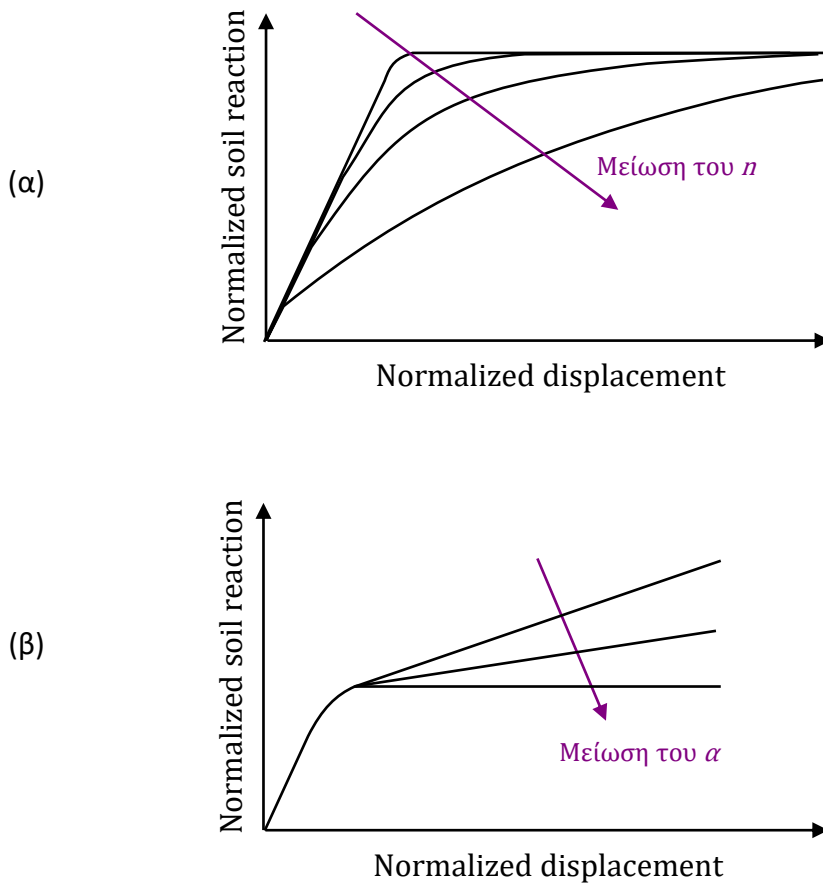 Normalized soil reaction
(α)
Μείωση του n
Normalized displacement
Normalized soil reaction
(β)
Μείωση του α
Normalized displacement